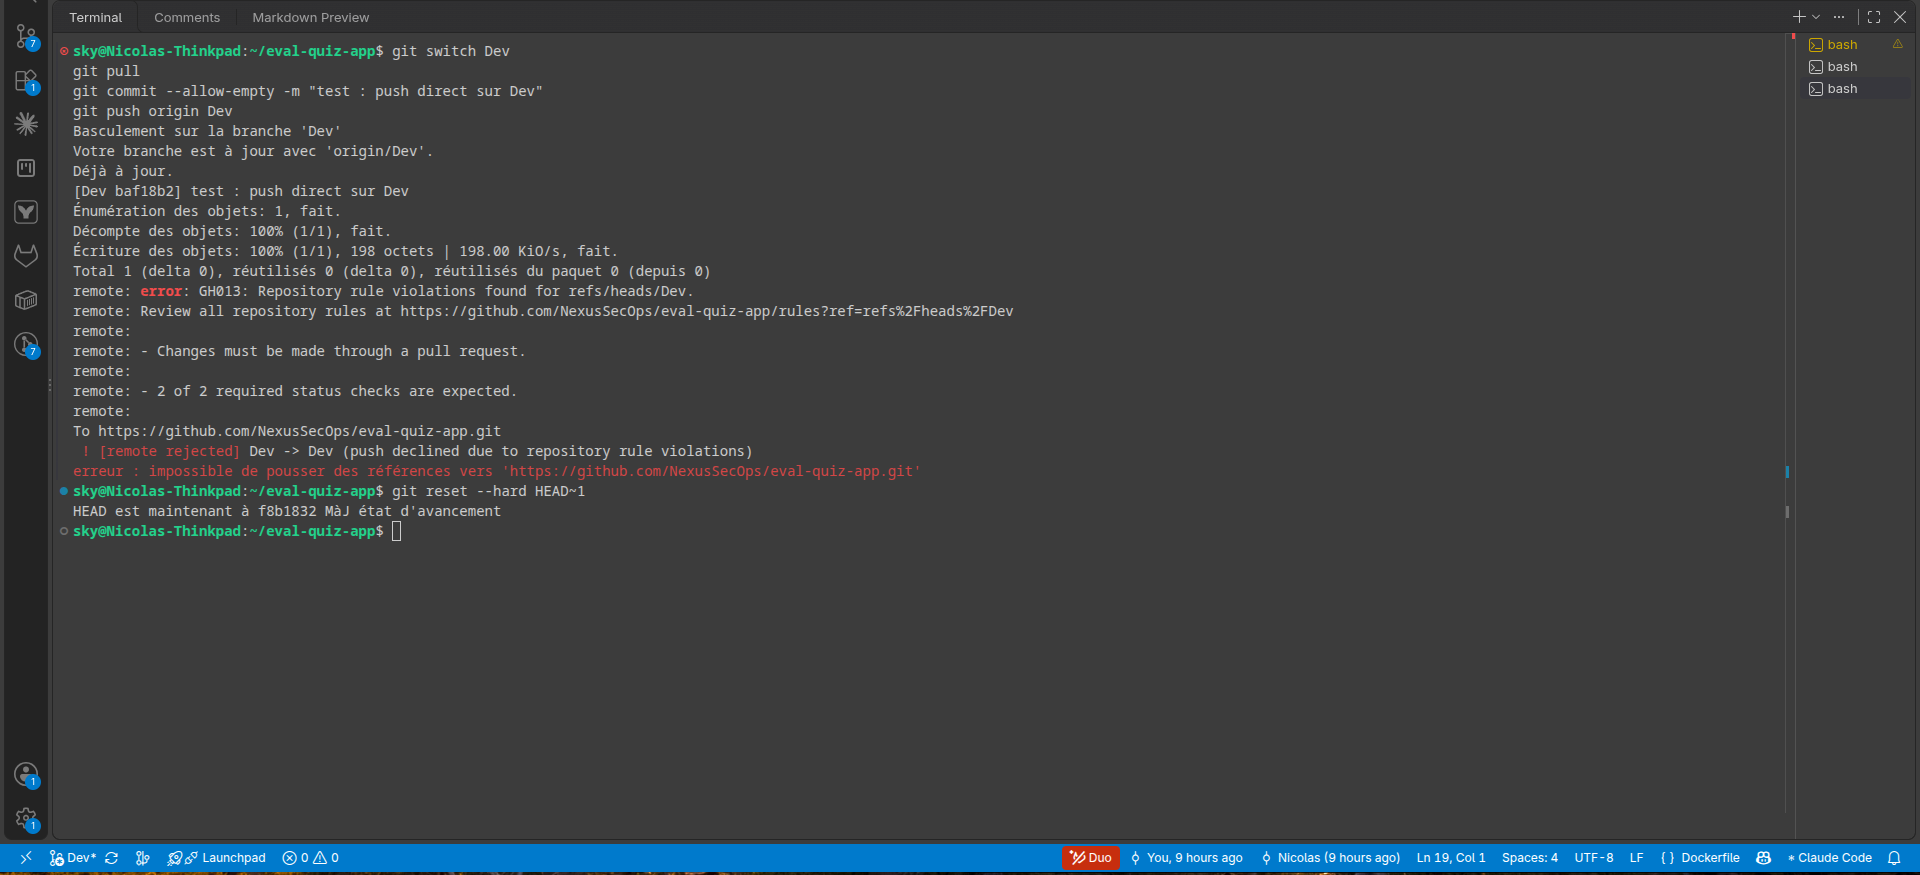 Terminal
Comments
Markdown Preview
sky@Nicolas-Thinkpad:~/eval-quiz-app$ git switch Dev
git pull
git commit --allow-empty -m "test : push direct sur Dev"
git push origin Dev
Basculement sur la branche 'Dev'
Votre branche est à jour avec 'origin/Dev'.
Déjà à jour.
[Dev baf18b2] test : push direct sur Dev
Énumération des objets: 1, fait.
Décompte des objets: 100% (1/1), fait.
Écriture des objets: 100% (1/1), 198 octets | 198.00 KiO/s, fait.
Total 1 (delta 0), réutilisés 0 (delta 0), réutilisés du paquet 0 (depuis 0)
remote: error: GH013: Repository rule violations found for refs/heads/Dev.
remote: Review all repository rules at https://github.com/NexusSecOps/eval-quiz-app/rules?ref=refs%2Fheads%2FDev
remote:
remote: - Changes must be made through a pull request.
remote:
remote: - 2 of 2 required status checks are expected.
remote:
To https://github.com/NexusSecOps/eval-quiz-app.git
! [remote rejected] Dev -> Dev (push declined due to repository rule violations)
erreur : impossible de pousser des références vers 'https://github.com/NexusSecOps/eval-quiz-app.git'
sky@Nicolas-Thinkpad:~/eval-quiz-app$ git reset --hard HEAD~1
HEAD est maintenant à f8b1832 MàJ état d'avancement
sky@Nicolas-Thinkpad:~/eval-quiz-app$
bash
bash
bash
7
1
7
1
1
Dev*
Launchpad
0
0
Duo
You, 9 hours ago
Nicolas (9 hours ago)
Ln 19, Col 1
Spaces: 4
UTF-8
LF
{ } Dockerfile
Claude Code